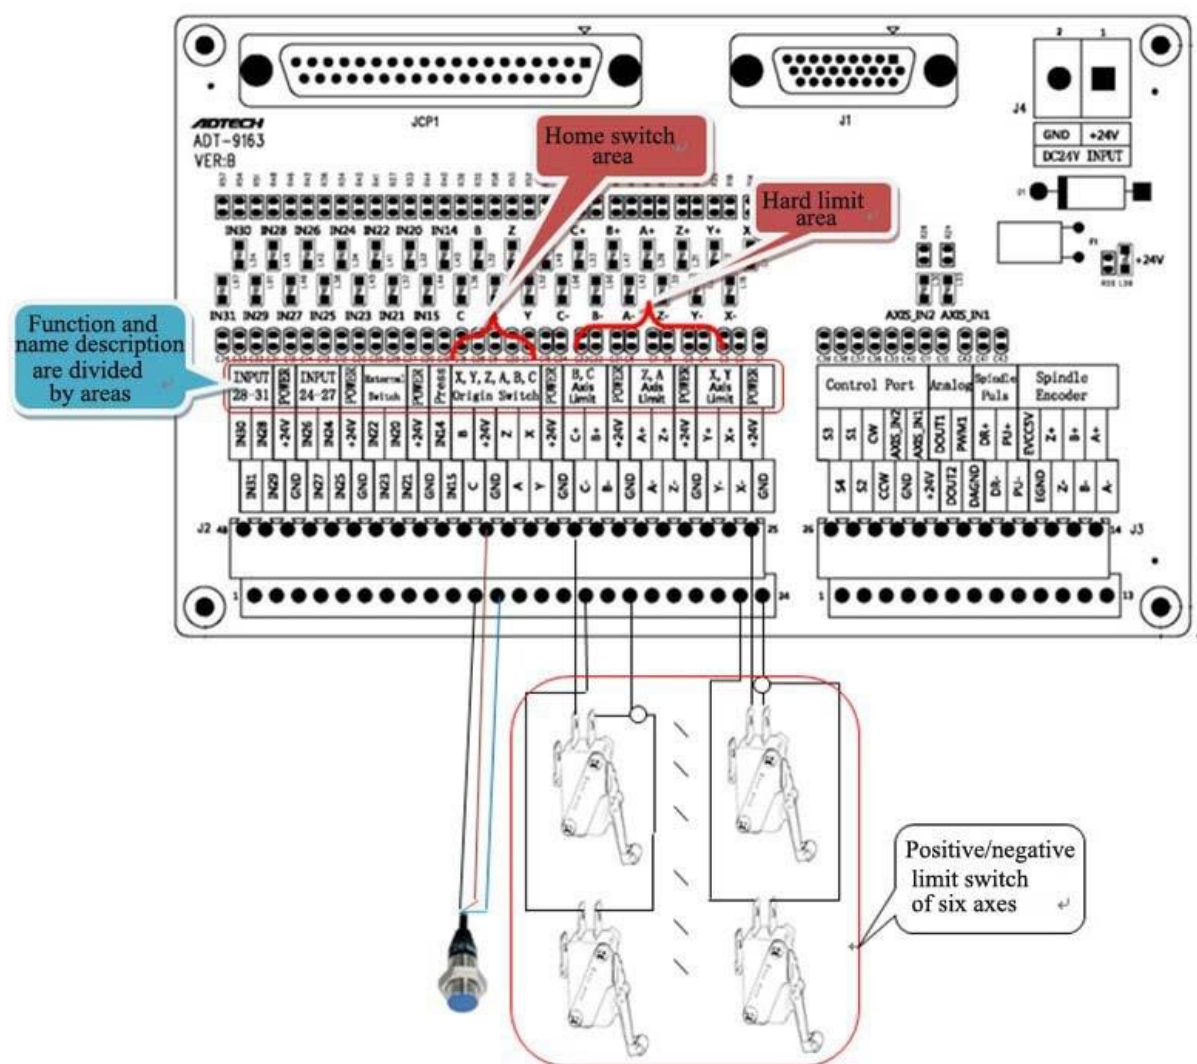 JCP1
J1
2 1
J4
GND +24V
DC24V INPUT
ADTECH
ADT-9163
VER:B
Home switch
area
Hard limit
area
IN30 IN28 IN26 IN24 IN22 IN20 IN14 B Z C+ B+ A+ Z+ Y+ X
+24V
IN31 IN29 IN27 IN25 IN23 IN21 IN15 C Y C- B- A- Z- Y- X-
AXIS_IN2 AXIS_IN1
Function and
name description
are divided
by areas
INPUT
28-31
POWER
INPUT
24-27
POWER
External
Switch
POWER
Press
X, Y, Z, A, B, C
Origin Switch
POWER
B, C
Axis
Limit
POWER
Z, A
Axis
Limit
POWER
X, Y
Axis
Limit
POWER
Control Port
Analog
Spindle
Puls
Spindle
Encoder
IN30 IN28 +24V IN26 IN24 +24V IN22 IN20 +24V IN14 B +24V Z X +24V C+ B+ +24V A+ Z+ +24V Y+ X+ +24V
S3 S1 CW AXIS_IN2 AXIS_IN1 DOUT1 PWM1 DR+ PU+ EVCC5V Z+ B+ A+
IN31 IN29 GND IN27 IN25 GND IN23 IN21 GND IN15 C GND A Y GND C- B- GND A- Z- GND Y- X- GND
S4 S2 CCW GND +24V DOUT2 DAGND DR- PU- EGND Z- B- A-
J2 48 25
26 14 J3
1 24
1 13
Positive/negative
limit switch
of six axes